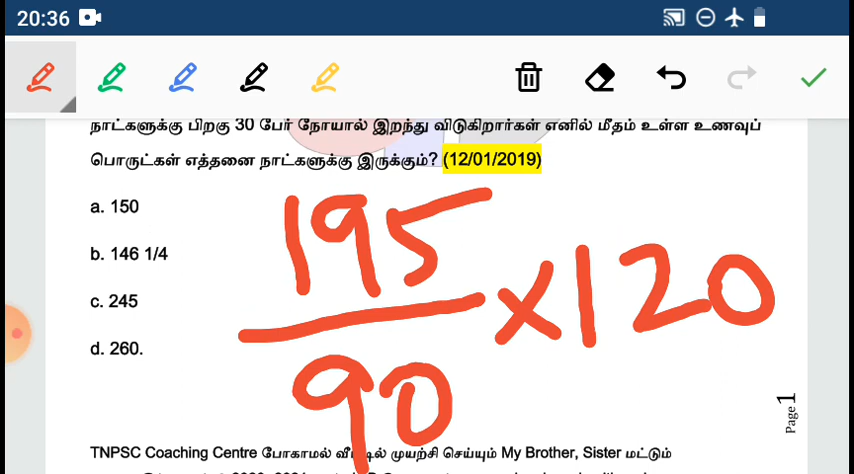 20:36
நாட்களுக்கு பிறகு 30 பேர் நோயால் இறந்து விடுகிறார்கள் எனில் மீதம் உள்ள உணவுப்
பொருட்கள் எத்தனை நாட்களுக்கு இருக்கும்? (12/01/2019)
a. 150
b. 146 1/4
c. 245
d. 260.
195
90
×120
Page 1
TNPSC Coaching Centre போகாமல் வீட்டில் முயற்சி செய்யும் My Brother, Sister மட்டும்